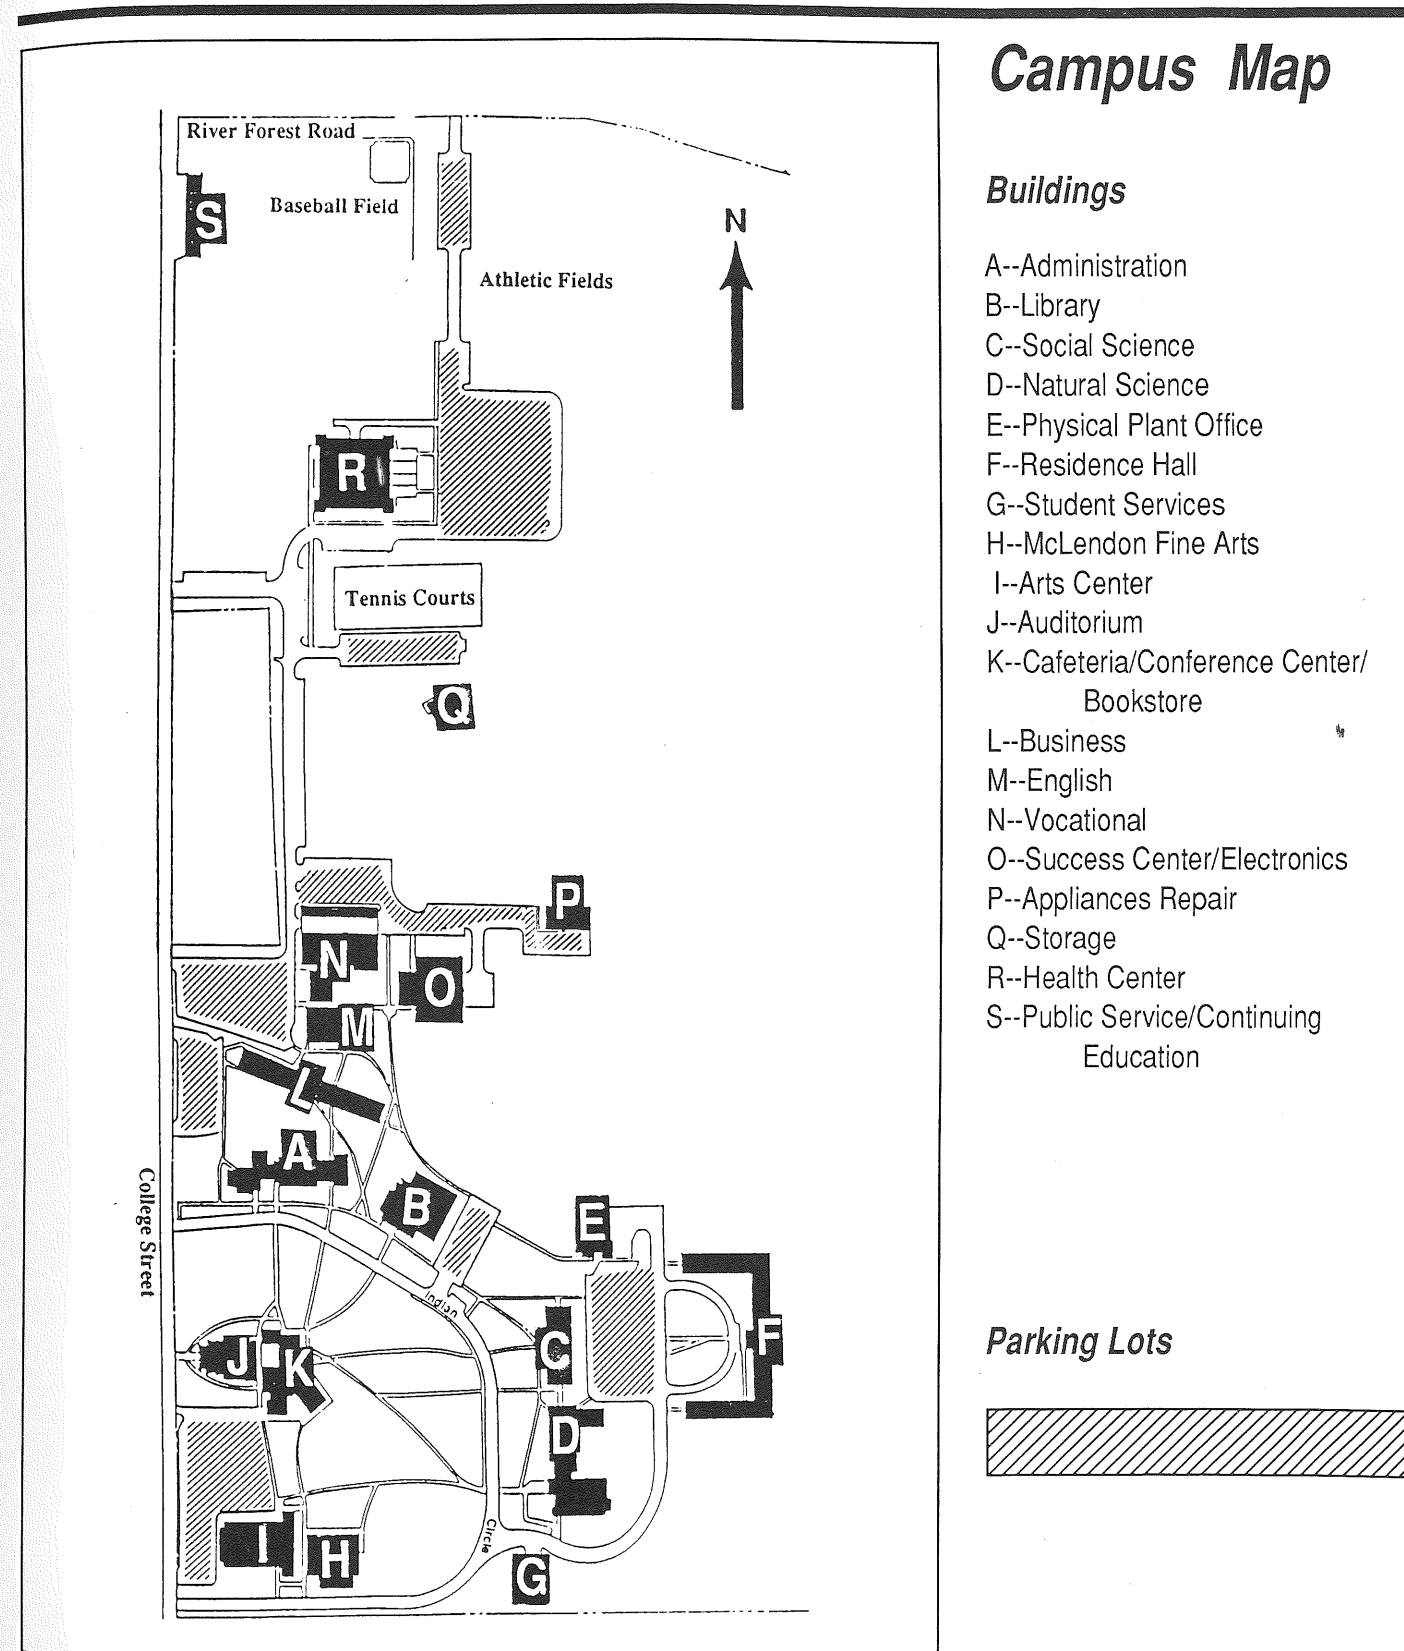 Campus Map
Buildings
A--Administration
B--Library
C--Social Science
D--Natural Science
E--Physical Plant Office
F--Residence Hall
G--Student Services
H--McLendon Fine Arts
I--Arts Center
J--Auditorium
K--Cafeteria/Conference Center/
Bookstore
L--Business
M--English
N--Vocational
O--Success Center/Electronics
P--Appliances Repair
Q--Storage
R--Health Center
S--Public Service/Continuing
Education
Parking Lots
River Forest Road
Baseball Field
S
N
Athletic Fields
R
Tennis Courts
Q
P
N
O
M
L
A
B
E
College Street
Indian
C
F
J
K
D
Circle
I
H
G